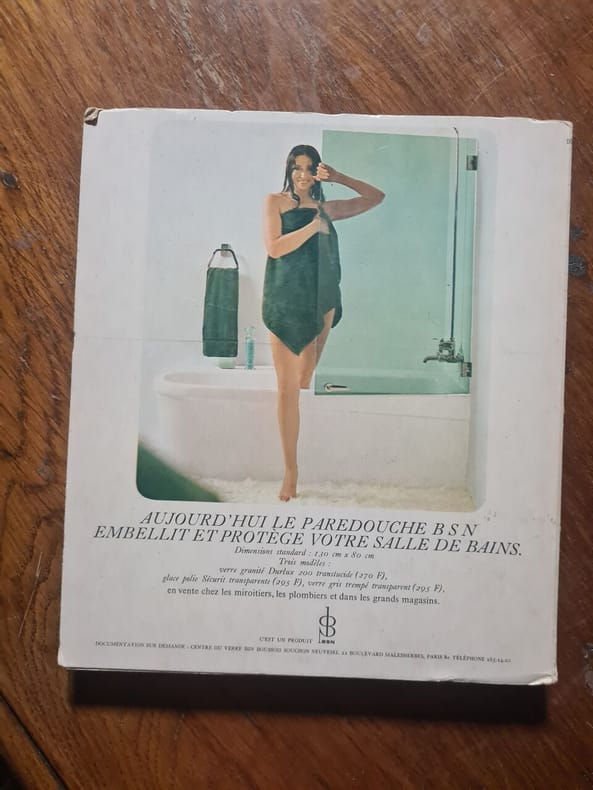 AUJOURD'HUI LE PAREDOUCHE B S N
EMBELLIT ET PROTÈGE VOTRE SALLE DE BAINS.
Dimensions standard : 130 cm x 80 cm
Trois modèles :
verre granité Durlux 200 translucide (270 F),
glace polie Sécurit transparente (295 F), verre gris trempé transparent (295 F),
en vente chez les miroitiers, les plombiers et dans les grands magasins.
C'EST UN PRODUIT BSN
DOCUMENTATION SUR DEMANDE - CENTRE DU VERRE BSN BOUSSOIS SOUCHON NEUVESEL 22 BOULEVARD MALESHERBES, PARIS 8e TÉLÉPHONE